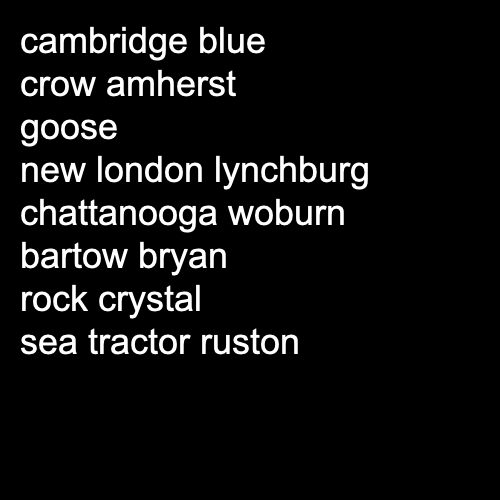 cambridge blue
crow amherst
goose
new london lynchburg
chattanooga woburn
bartow bryan
rock crystal
sea tractor ruston